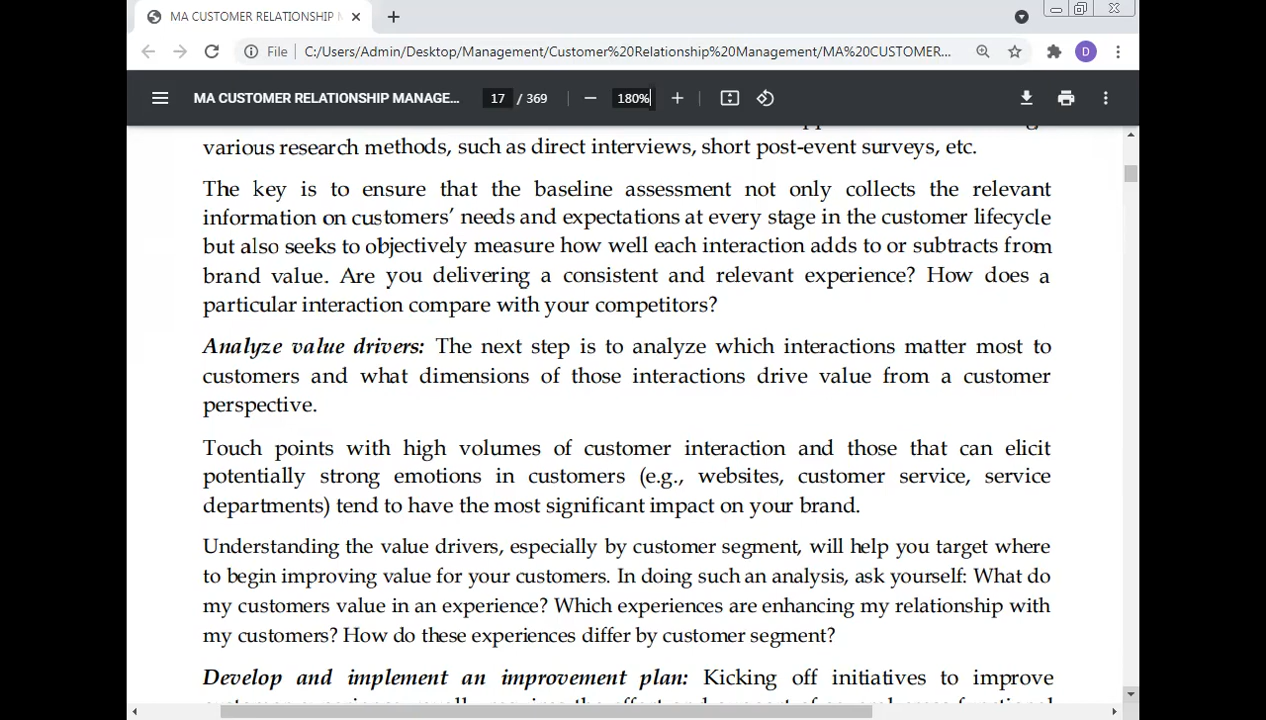 MA CUSTOMER RELATIONSHIP M
File C:/Users/Admin/Desktop/Management/Customer%20Relationship%20Management/MA%20CUSTOMER... D
MA CUSTOMER RELATIONSHIP MANAGE... 17 / 369 180%
various research methods, such as direct interviews, short post-event surveys, etc.
The key is to ensure that the baseline assessment not only collects the relevant
information on customers' needs and expectations at every stage in the customer lifecycle
but also seeks to objectively measure how well each interaction adds to or subtracts from
brand value. Are you delivering a consistent and relevant experience? How does a
particular interaction compare with your competitors?
Analyze value drivers: The next step is to analyze which interactions matter most to
customers and what dimensions of those interactions drive value from a customer
perspective.
Touch points with high volumes of customer interaction and those that can elicit
potentially strong emotions in customers (e.g., websites, customer service, service
departments) tend to have the most significant impact on your brand.
Understanding the value drivers, especially by customer segment, will help you target where
to begin improving value for your customers. In doing such an analysis, ask yourself: What do
my customers value in an experience? Which experiences are enhancing my relationship with
my customers? How do these experiences differ by customer segment?
Develop and implement an improvement plan: Kicking off initiatives to improve